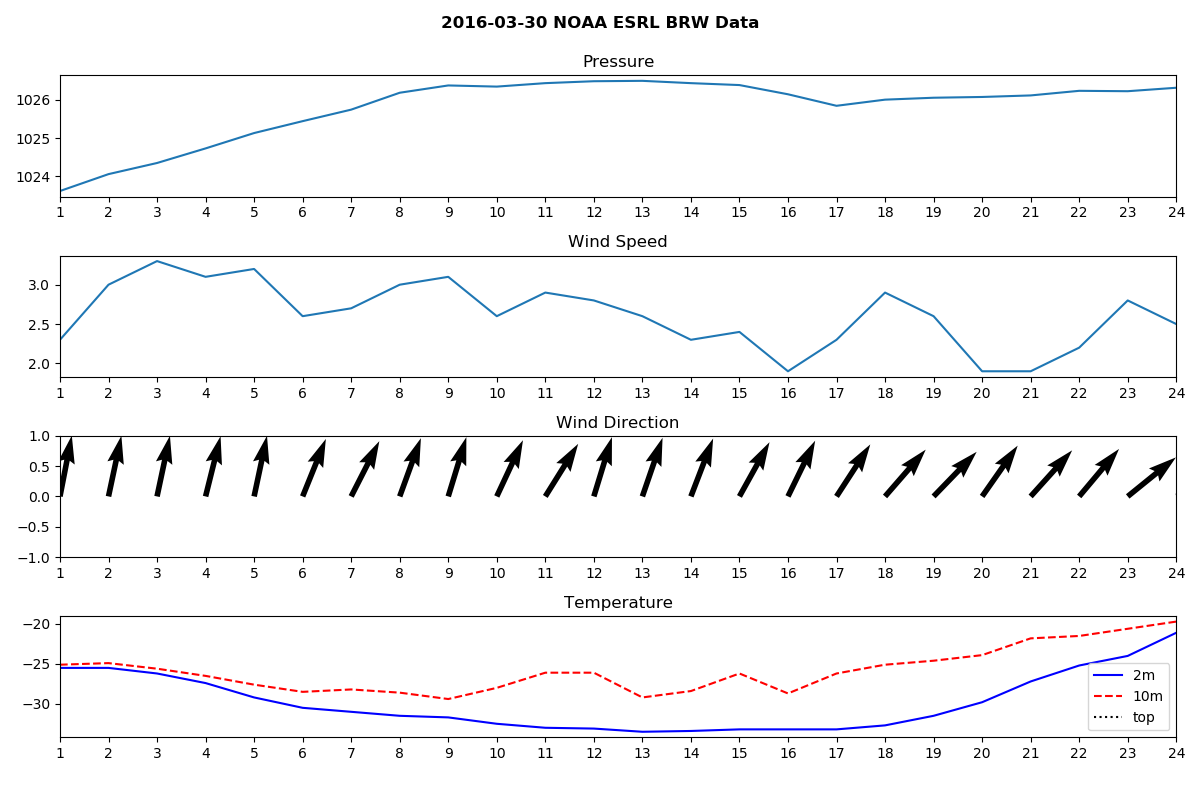 2016-03-30 NOAA ESRL BRW Data
Pressure
1026
1025
1024
1 2 3 4 5 6 7 8 9 10 11 12 13 14 15 16 17 18 19 20 21 22 23 24
Wind Speed
3.0
2.5
2.0
1 2 3 4 5 6 7 8 9 10 11 12 13 14 15 16 17 18 19 20 21 22 23 24
Wind Direction
1.0
0.5
0.0
−0.5
−1.0
1 2 3 4 5 6 7 8 9 10 11 12 13 14 15 16 17 18 19 20 21 22 23 24
Temperature
−20
−25
−30
2m
10m
top
1 2 3 4 5 6 7 8 9 10 11 12 13 14 15 16 17 18 19 20 21 22 23 24